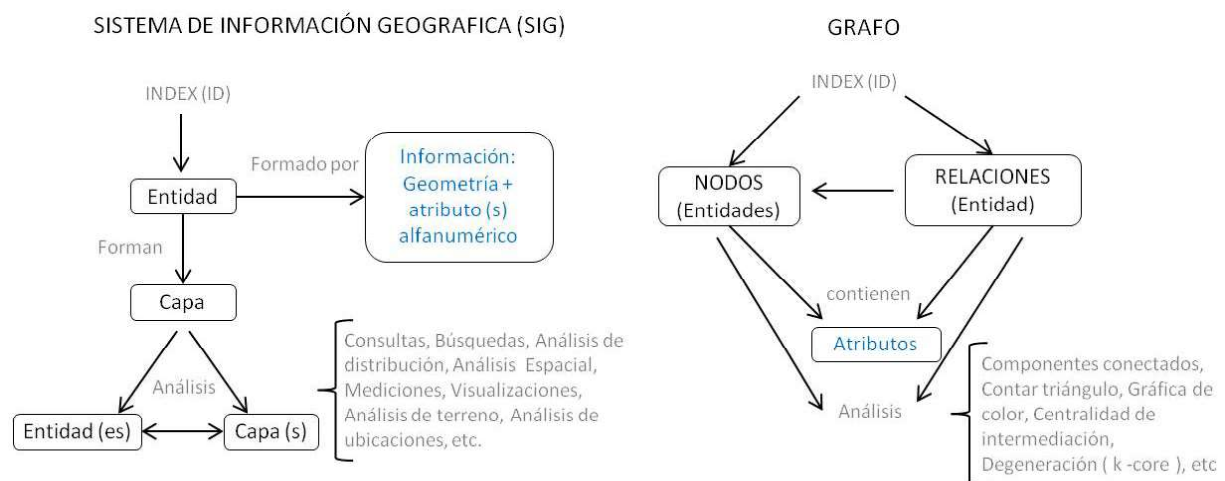 SISTEMA DE INFORMACIÓN GEOGRAFICA (SIG)
INDEX (ID)
Formado por
Información:
Geometría +
atributo (s)
alfanumérico
Entidad
Forman
Capa
Análisis
Entidad (es)
Capa (s)
Consultas, Búsquedas, Análisis de
distribución, Análisis Espacial,
Mediciones, Visualizaciones,
Análisis de terreno, Análisis de
ubicaciones, etc.
GRAFO
INDEX (ID)
NODOS
(Entidades)
RELACIONES
(Entidad)
contienen
Atributos
Análisis
Componentes conectados,
Contar triángulo, Gráfica de
color, Centralidad de
intermediación,
Degeneración ( k -core ), etc